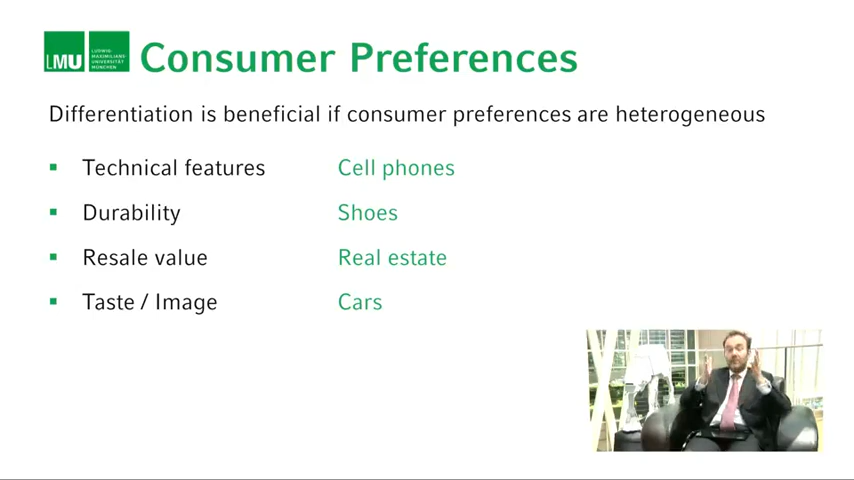 LMU
LUDWIG-
MAXIMILIANS-
UNIVERSITÄT
MÜNCHEN
Consumer Preferences
Differentiation is beneficial if consumer preferences are heterogeneous
Technical features Cell phones
Durability Shoes
Resale value Real estate
Taste / Image Cars